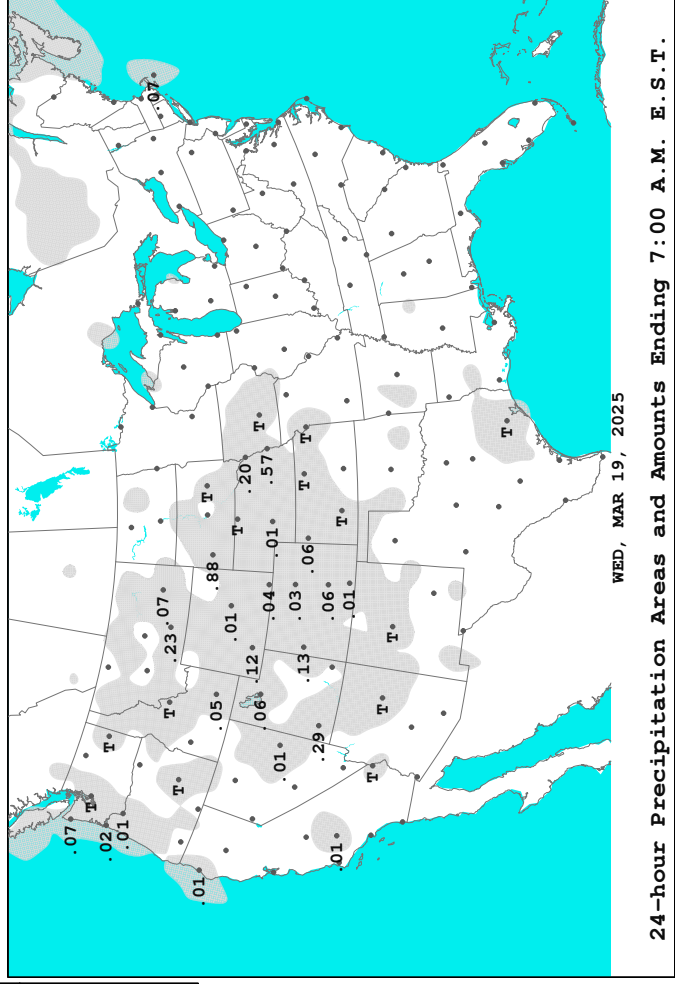 .07
.07
T
T
T
.20
.57
T
T
T
T
.01
.06
.88
.04
.03
.06
.01
.07
.23
.01
T
.12
.13
T
T
.05
.06
T
.29
.01
T
T
T
.07
.02
.01
.01
.01
WED, MAR 19, 2025
24-hour Precipitation Areas and Amounts Ending 7:00 A.M. E.S.T.